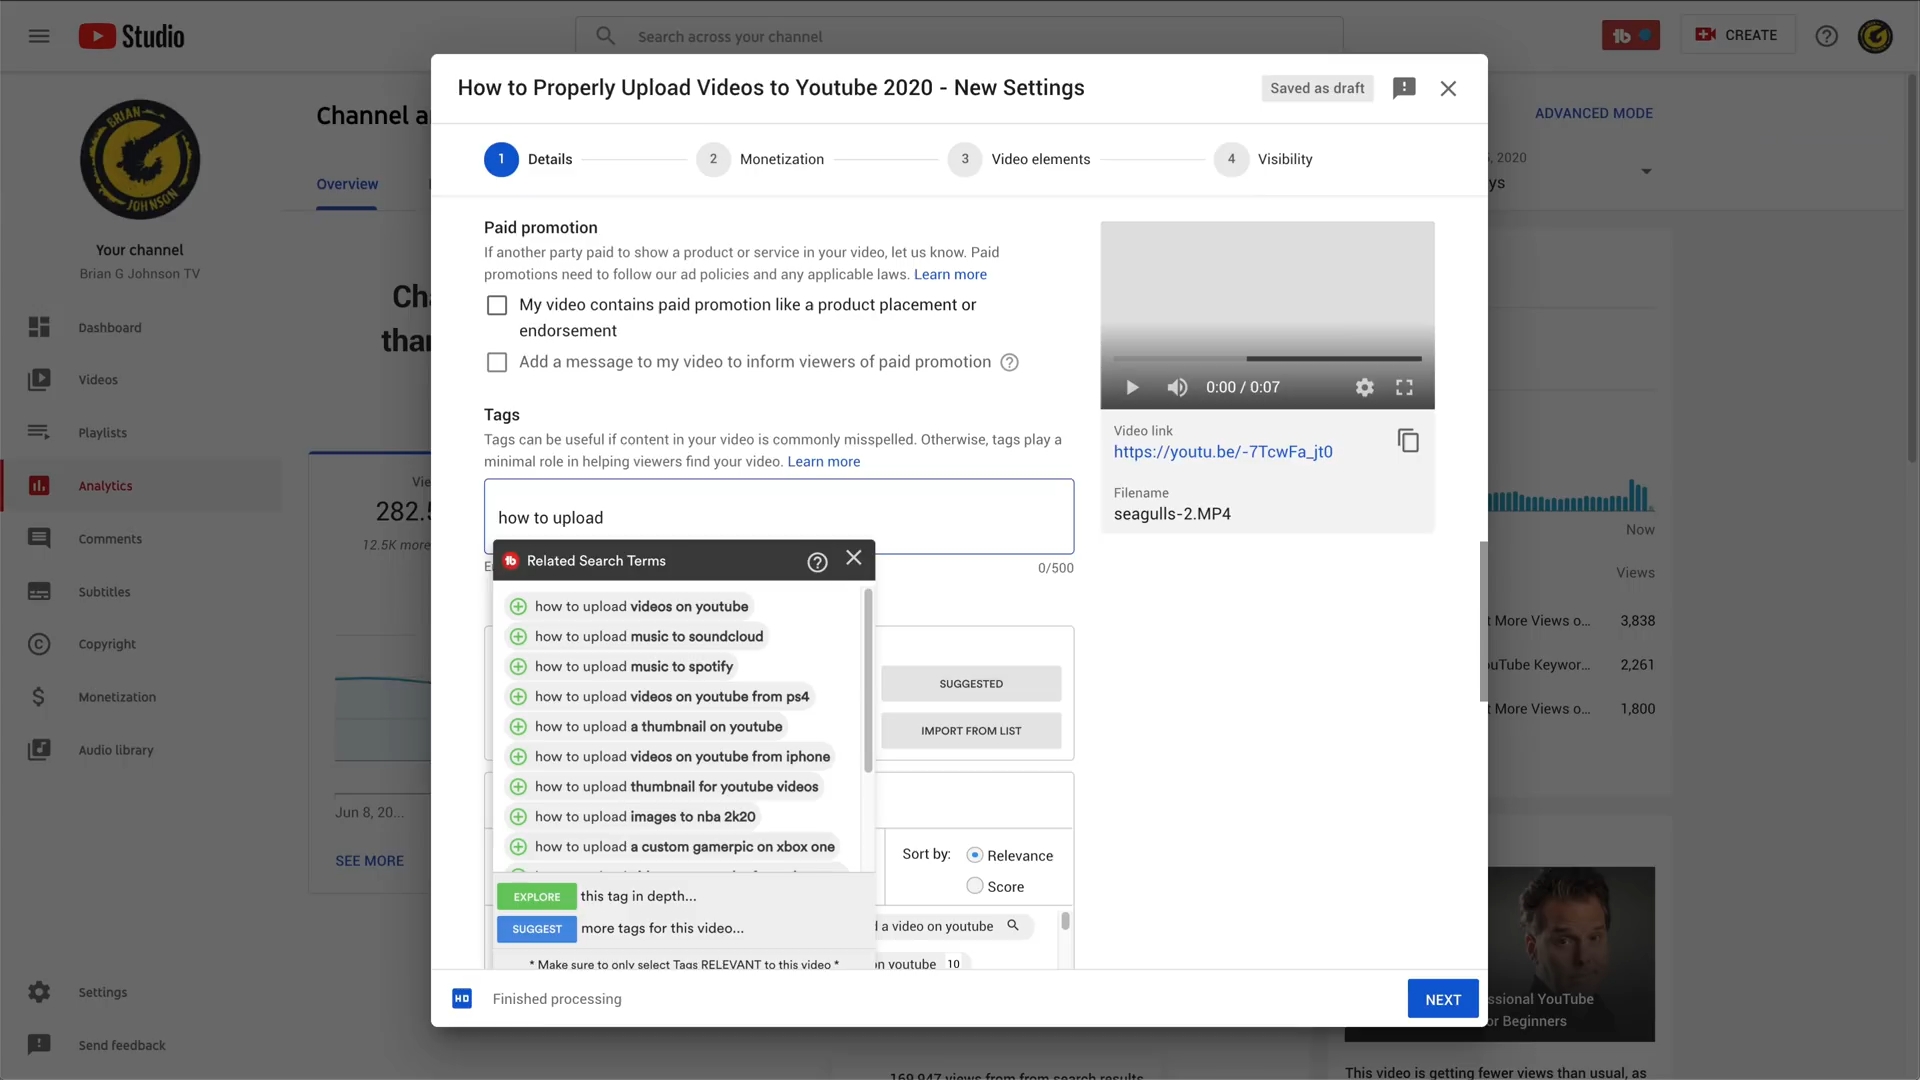 Studio
Search across your channel
CREATE
How to Properly Upload Videos to Youtube 2020 - New Settings
Saved as draft
ADVANCED MODE
1 Details
2 Monetization
3 Video elements
4 Visibility
BRIAN
JOHNSON
Your channel
Brian G Johnson TV
Dashboard
Videos
Playlists
Analytics
Comments
Subtitles
Copyright
Monetization
Audio library
Settings
Send feedback
Overview
SEE MORE
12.5K more
Jun 8, 20...
Paid promotion
If another party paid to show a product or service in your video, let us know. Paid
promotions need to follow our ad policies and any applicable laws. Learn more
My video contains paid promotion like a product placement or
endorsement
Add a message to my video to inform viewers of paid promotion
Tags
Tags can be useful if content in your video is commonly misspelled. Otherwise, tags play a
minimal role in helping viewers find your video. Learn more
how to upload
0/500
Related Search Terms
how to upload videos on youtube
how to upload music to soundcloud
how to upload music to spotify
how to upload videos on youtube from ps4
how to upload a thumbnail on youtube
how to upload videos on youtube from iphone
how to upload thumbnail for youtube videos
how to upload images to nba 2k20
how to upload a custom gamerpic on xbox one
EXPLORE this tag in depth...
SUGGEST more tags for this video...
* Make sure to only select Tags RELEVANT to this video *
SUGGESTED
IMPORT FROM LIST
Sort by: Relevance
Score
a video on youtube
on youtube 10
0:00 / 0:07
Video link
https://youtu.be/-7TcwFa_jt0
Filename
seagulls-2.MP4
HD Finished processing
NEXT
, 2020
Now
Views
t More Views o... 3,838
uTube Keywor... 2,261
t More Views o... 1,800
ssional YouTube
or Beginners
This video is getting fewer views than usual, as
169,947 views from from search results